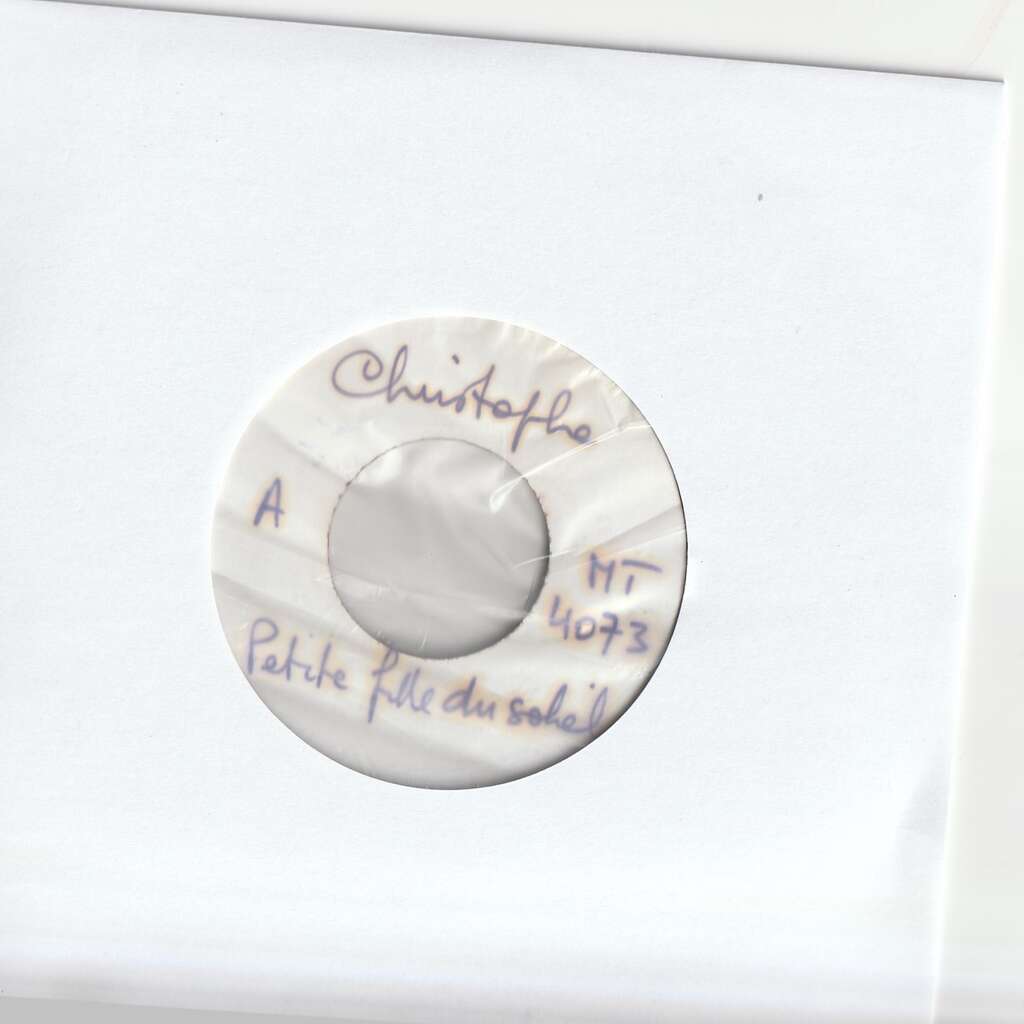 Christophe
A
MT
4073
Petite fille du soleil